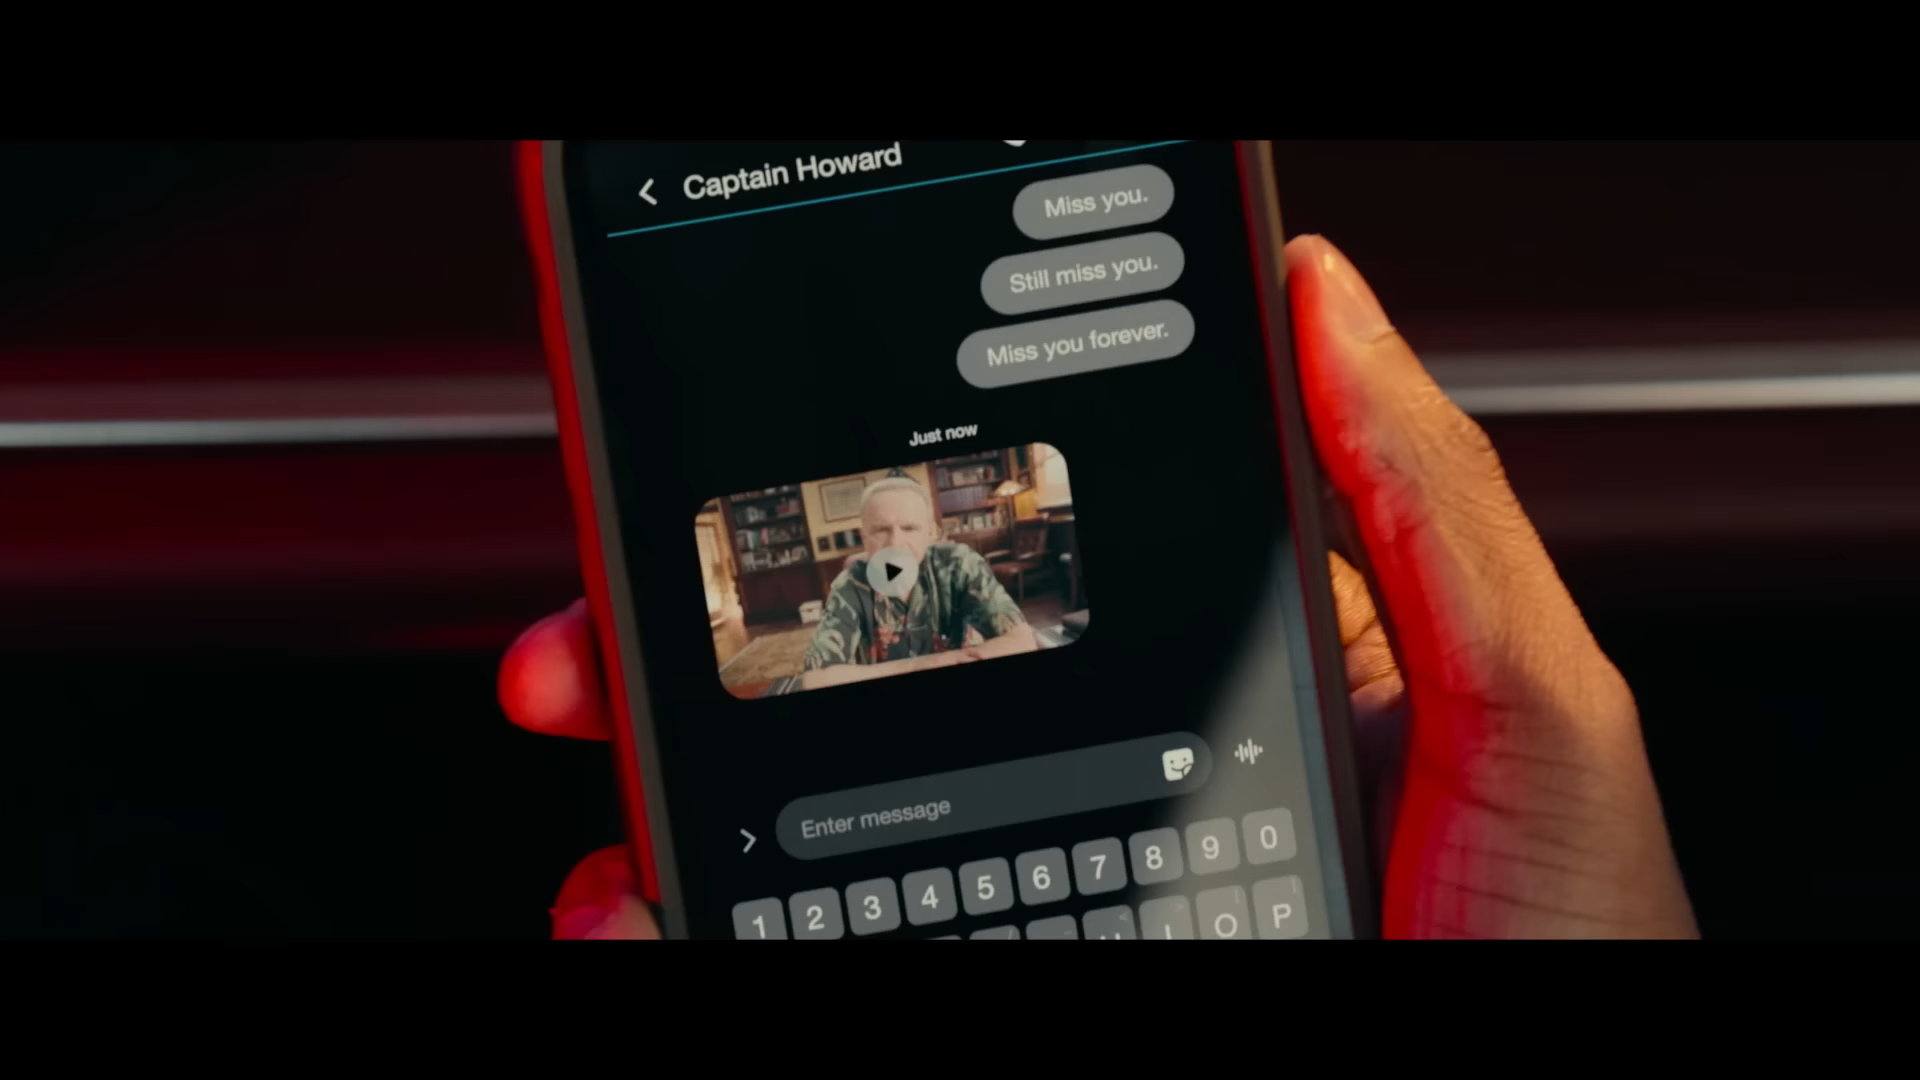 Captain Howard
Miss you.
Still miss you.
Miss you forever.
Just now
Enter message
1 2 3 4 5 6 7 8 9 0
O P